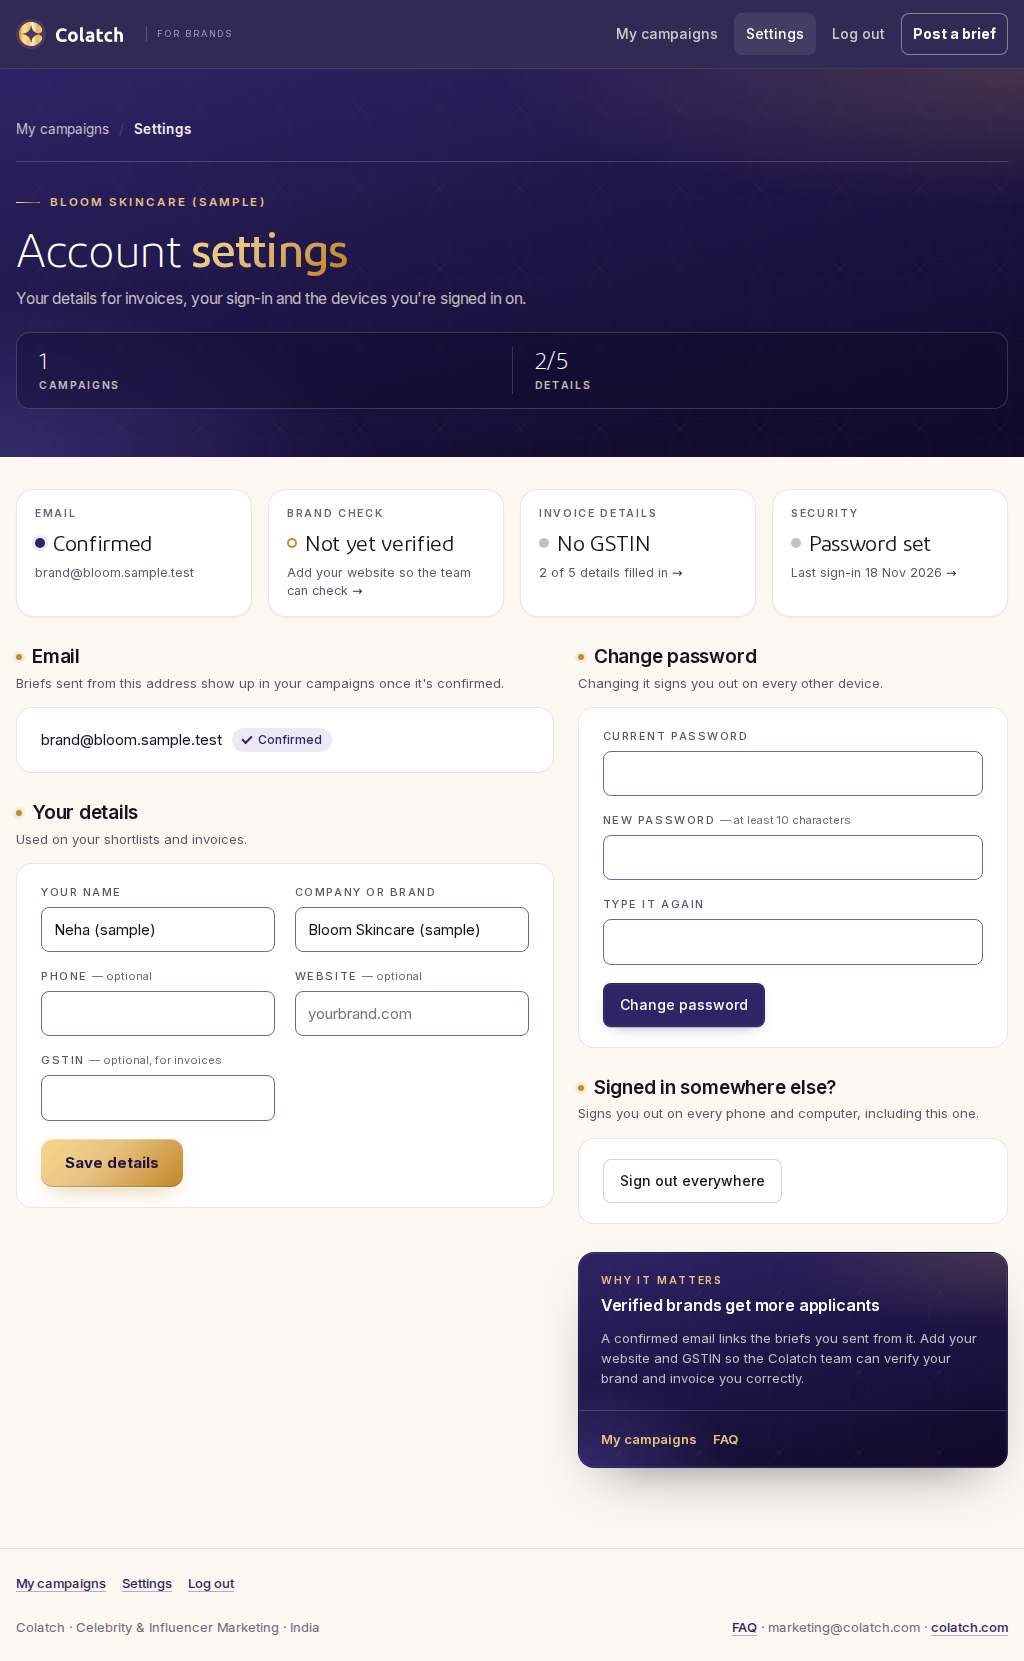 Colatch
FOR BRANDS
My campaigns
Settings
Log out
Post a brief
My campaigns / Settings
BLOOM SKINCARE (SAMPLE)
Account settings
Your details for invoices, your sign-in and the devices you're signed in on.
1
CAMPAIGNS
2/5
DETAILS
EMAIL
Confirmed
brand@bloom.sample.test
BRAND CHECK
Not yet verified
Add your website so the team
can check →
INVOICE DETAILS
No GSTIN
2 of 5 details filled in →
SECURITY
Password set
Last sign-in 18 Nov 2026 →
Email
Briefs sent from this address show up in your campaigns once it's confirmed.
brand@bloom.sample.test
Confirmed
Your details
Used on your shortlists and invoices.
YOUR NAME
Neha (sample)
COMPANY OR BRAND
Bloom Skincare (sample)
PHONE — optional
WEBSITE — optional
yourbrand.com
GSTIN — optional, for invoices
Save details
Change password
Changing it signs you out on every other device.
CURRENT PASSWORD
NEW PASSWORD — at least 10 characters
TYPE IT AGAIN
Change password
Signed in somewhere else?
Signs you out on every phone and computer, including this one.
Sign out everywhere
WHY IT MATTERS
Verified brands get more applicants
A confirmed email links the briefs you sent from it. Add your
website and GSTIN so the Colatch team can verify your
brand and invoice you correctly.
My campaigns
FAQ
My campaigns
Settings
Log out
Colatch · Celebrity & Influencer Marketing · India
FAQ · marketing@colatch.com · colatch.com